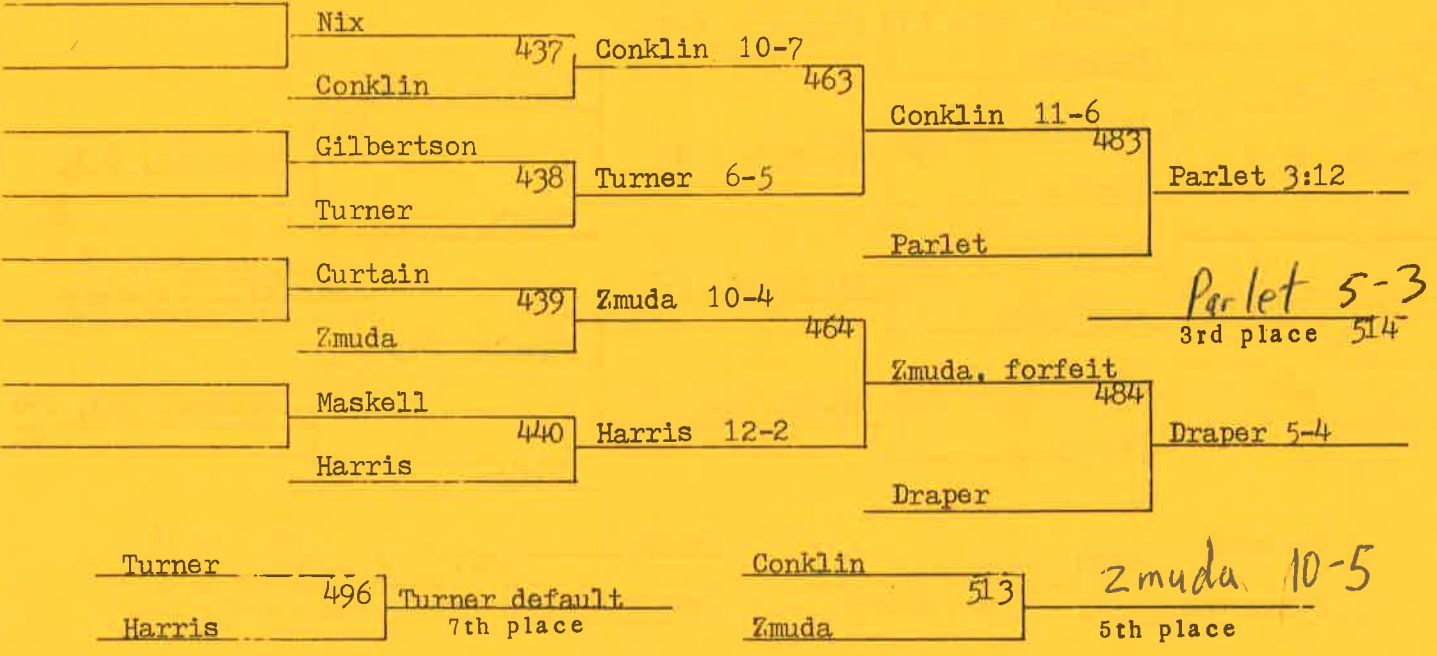 Nix
437
Conklin 10-7
Conklin
463
Conklin 11-6
483
Gilbertson
438
Turner 6-5
Parlet 3:12
Turner
Parlet
Curtain
439
Zmuda 10-4
Parlet 5-3
Zmuda
464
3rd place 514
Zmuda, forfeit
484
Maskell
440
Harris 12-2
Draper 5-4
Harris
Draper
Turner
496
Turner default
7th place
Harris
Conklin
513
Zmuda 10-5
5th place
Zmuda